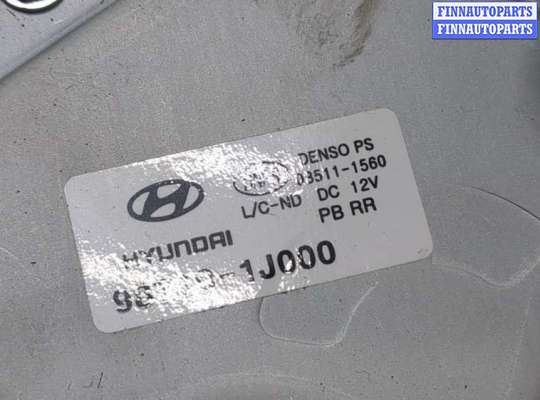 FINNAUTOPARTS
FINNAUTOPARTS
DENSO PS
03511-1560
L/C-ND DC 12V
PB RR
HYUNDAI
-1J000